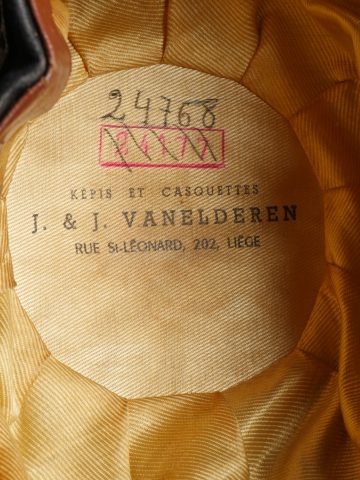 24768
KÉPIS ET CASQUETTES
J. & J. VANELDEREN
RUE St-LÉONARD, 202, LIÉGE